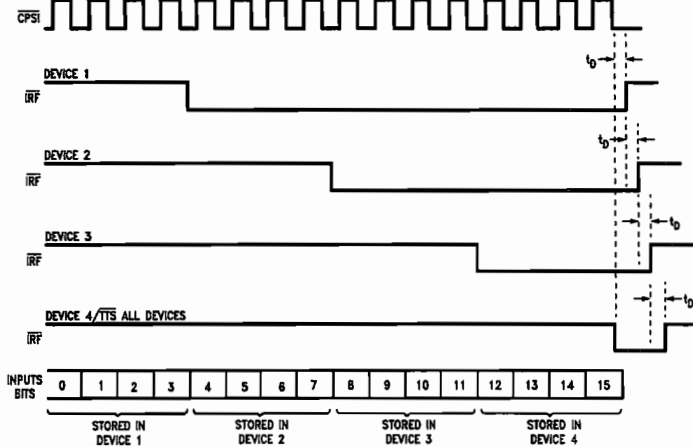 CPSI
t_D
DEVICE 1
IRF
t_D
DEVICE 2
IRF
t_D
DEVICE 3
IRF
t_D
DEVICE 4/TTS ALL DEVICES
IRF
INPUTS BITS 0 1 2 3 4 5 6 7 8 9 10 11 12 13 14 15
STORED IN DEVICE 1
STORED IN DEVICE 2
STORED IN DEVICE 3
STORED IN DEVICE 4